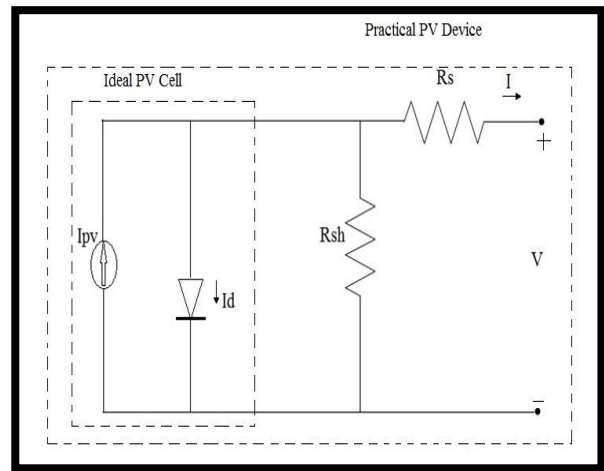 Practical PV Device
Ideal PV Cell
Rs
I
+
Ipv
Id
Rsh
V
−